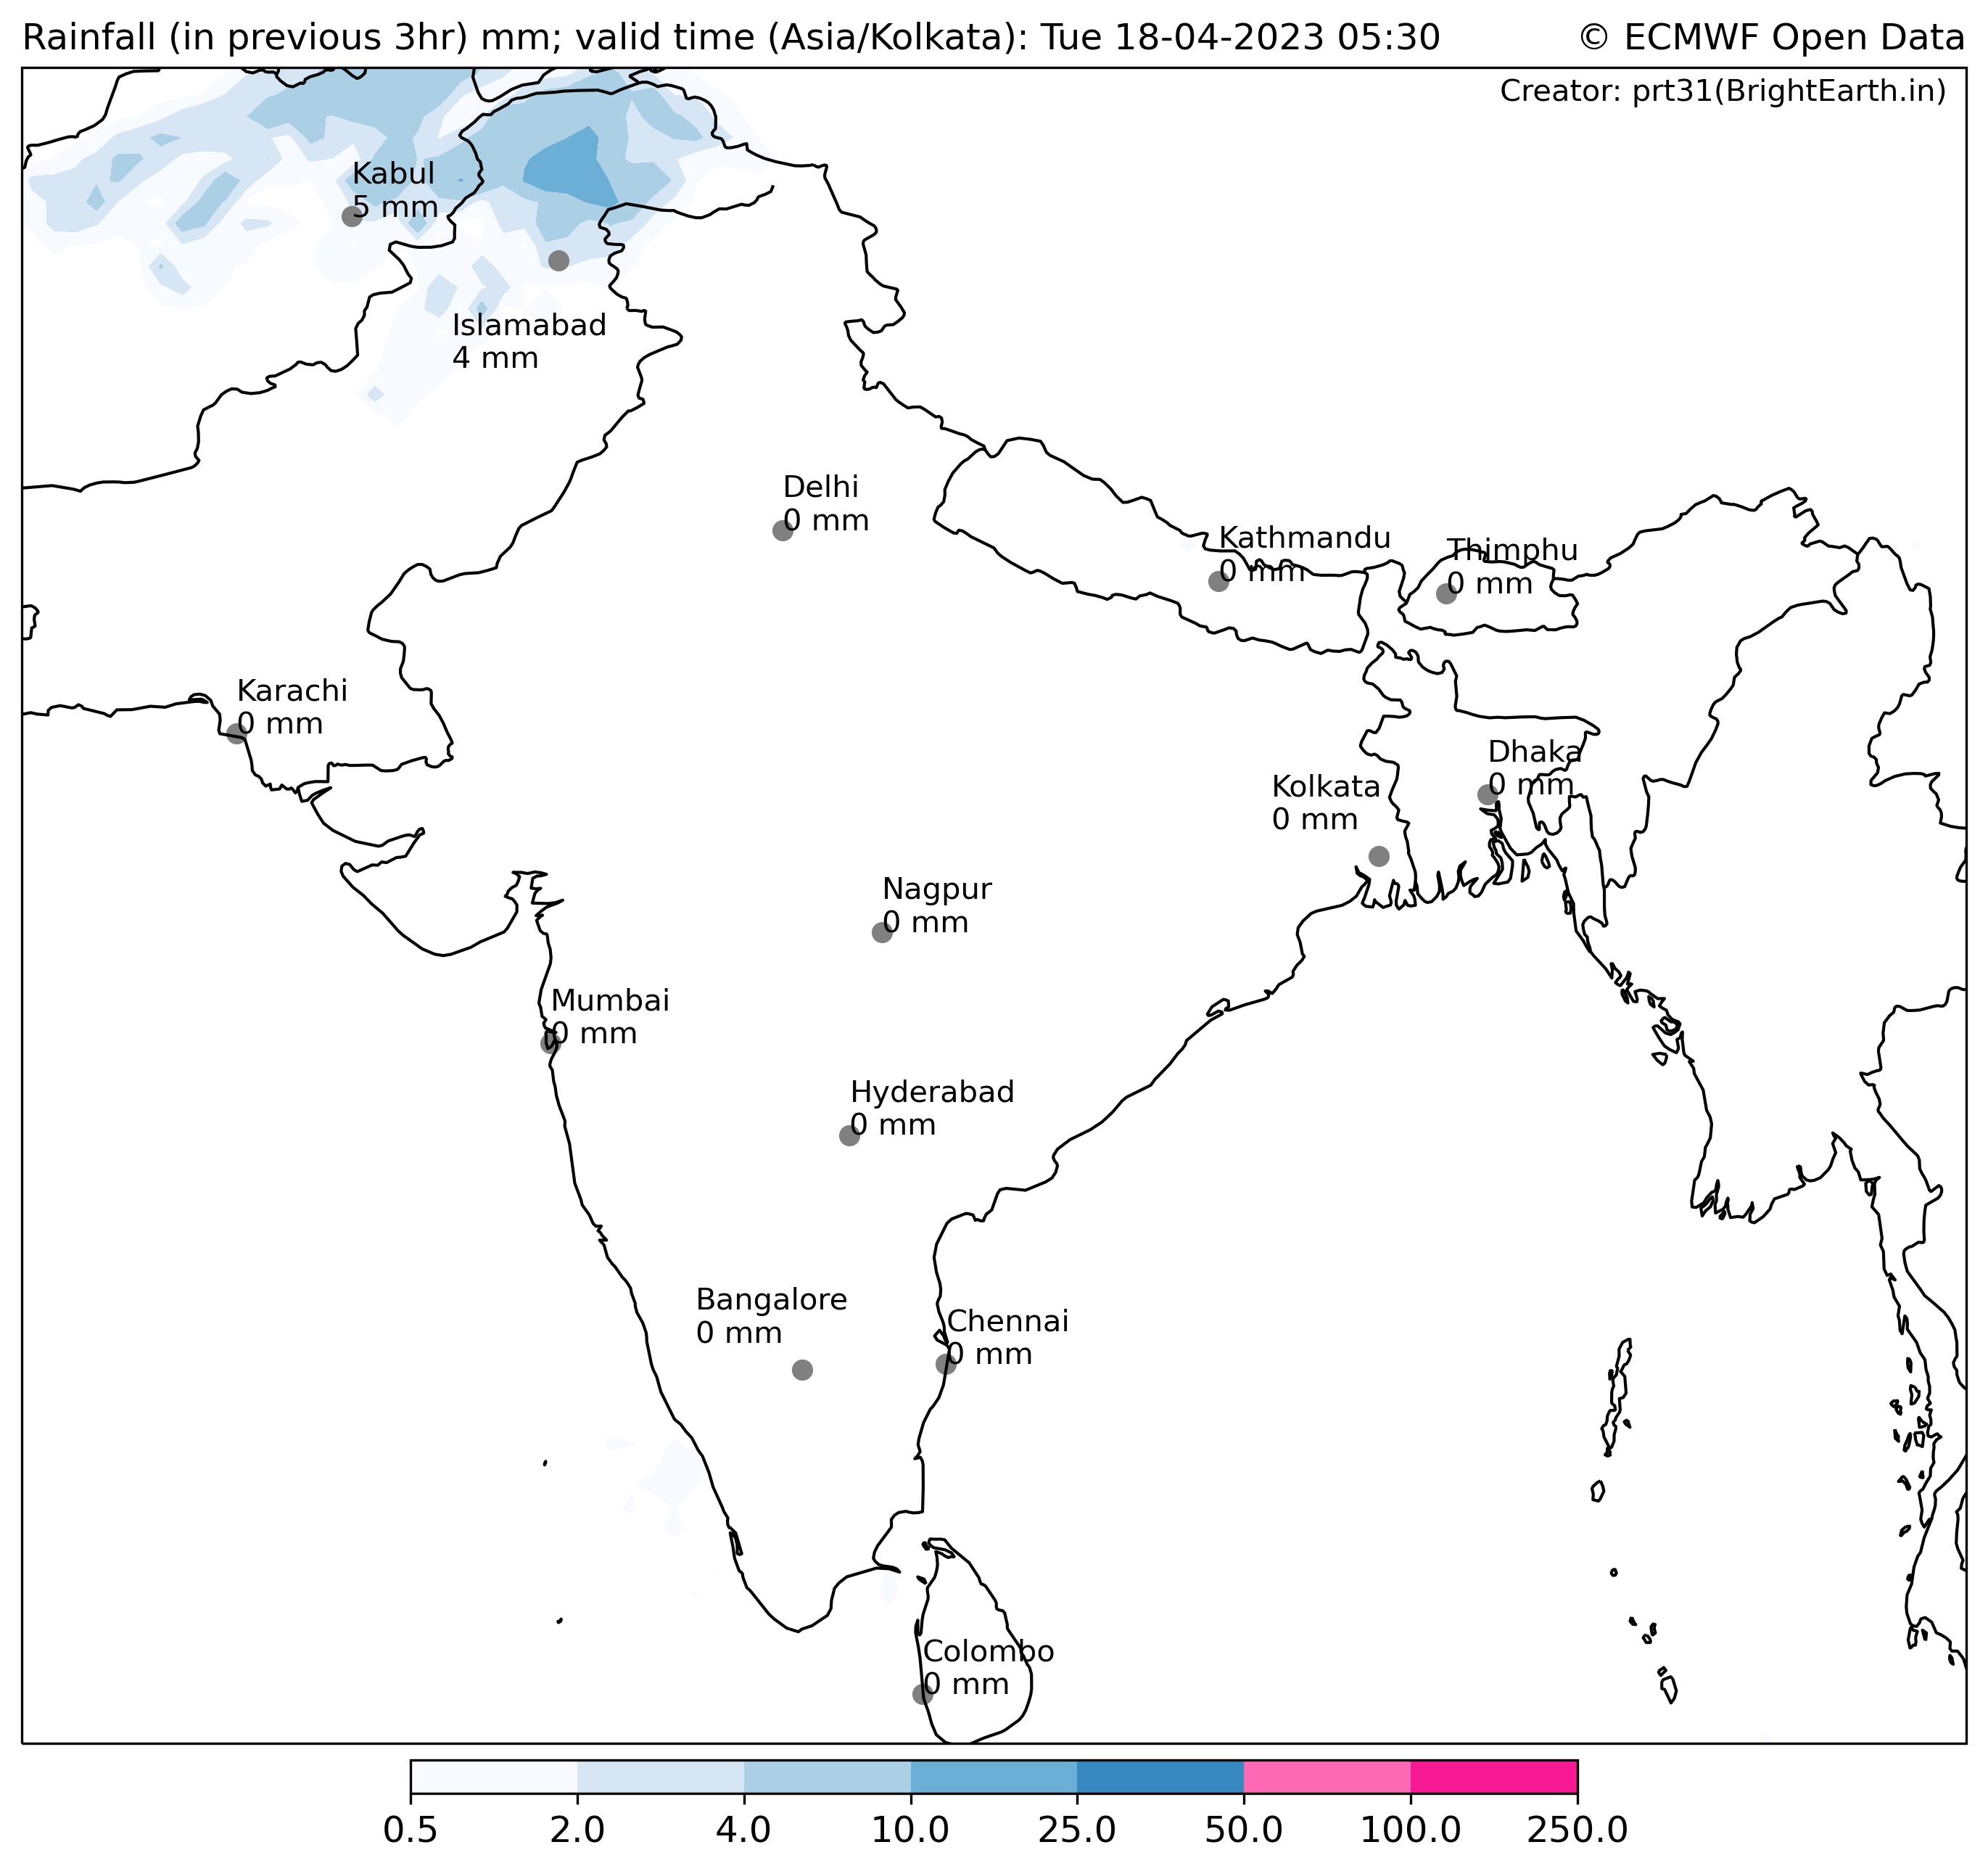 Rainfall (in previous 3hr) mm; valid time (Asia/Kolkata): Tue 18-04-2023 05:30
© ECMWF Open Data
Creator: prt31(BrightEarth.in)
Kabul
5 mm
Islamabad
4 mm
Delhi
0 mm
Kathmandu
0 mm
Thimphu
0 mm
Karachi
0 mm
Dhaka
0 mm
Kolkata
0 mm
Nagpur
0 mm
Mumbai
0 mm
Hyderabad
0 mm
Bangalore
0 mm
Chennai
0 mm
Colombo
0 mm
0.5 2.0 4.0 10.0 25.0 50.0 100.0 250.0